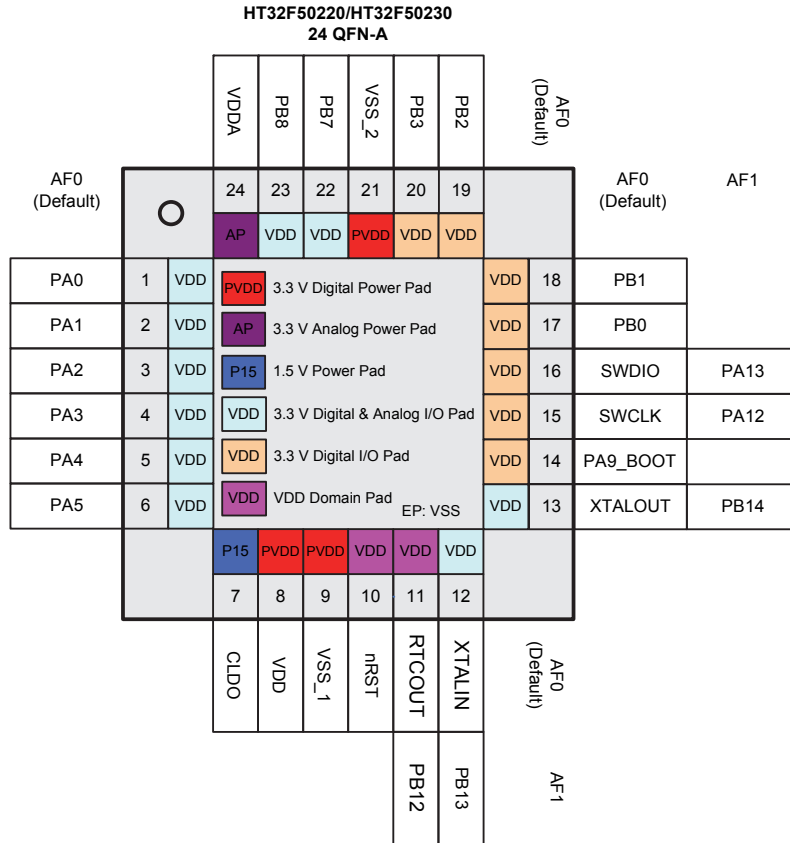 HT32F50220/HT32F50230
24 QFN-A
VDDA PB8 PB7 VSS_2 PB3 PB2 AF0 (Default)
AF0 (Default) 24 23 22 21 20 19 AF0 (Default) AF1
AP VDD VDD PVDD VDD VDD
PA0 1 VDD PVDD 3.3 V Digital Power Pad VDD 18 PB1
PA1 2 VDD AP 3.3 V Analog Power Pad VDD 17 PB0
PA2 3 VDD P15 1.5 V Power Pad VDD 16 SWDIO PA13
PA3 4 VDD VDD 3.3 V Digital & Analog I/O Pad VDD 15 SWCLK PA12
PA4 5 VDD VDD 3.3 V Digital I/O Pad VDD 14 PA9_BOOT
PA5 6 VDD VDD VDD Domain Pad EP: VSS VDD 13 XTALOUT PB14
P15 PVDD PVDD VDD VDD VDD
7 8 9 10 11 12
CLDO VDD VSS_1 nRST RTCOUT XTALIN AF0 (Default)
PB12 PB13 AF1